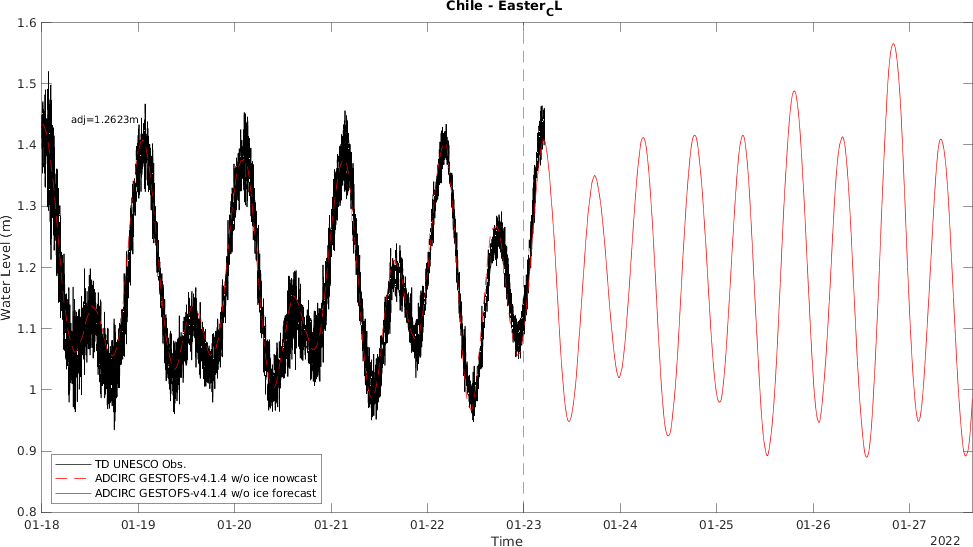 Chile - Easter_CL
1.6
1.5
1.4
1.3
1.2
1.1
1
0.9
0.8
Water Level (m)
adj=1.2623m
TD UNESCO Obs.
ADCIRC GESTOFS-v4.1.4 w/o ice nowcast
ADCIRC GESTOFS-v4.1.4 w/o ice forecast
01-18 01-19 01-20 01-21 01-22 01-23 01-24 01-25 01-26 01-27
Time
2022